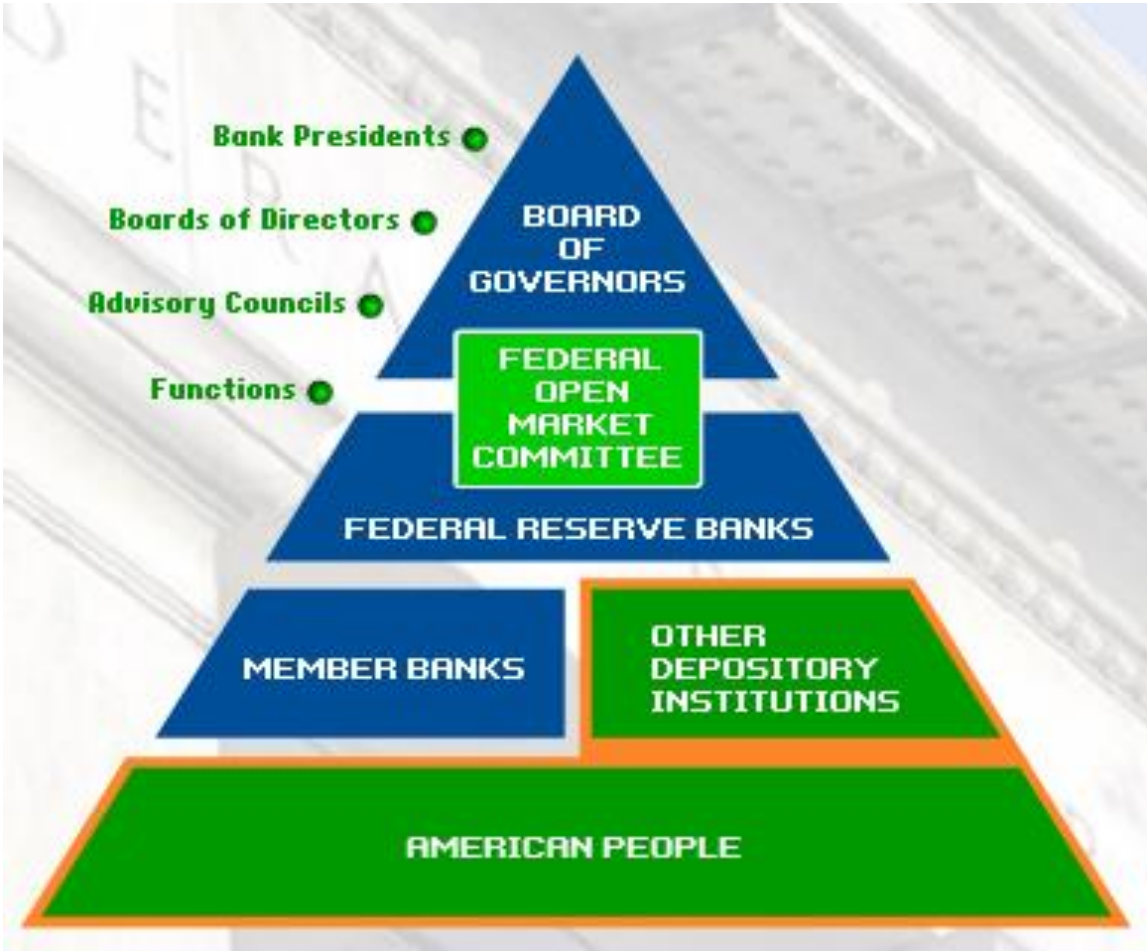 Bank Presidents
Boards of Directors
Advisory Councils
Functions
BOARD
OF
GOVERNORS
FEDERAL
OPEN
MARKET
COMMITTEE
FEDERAL RESERVE BANKS
MEMBER BANKS
OTHER
DEPOSITORY
INSTITUTIONS
AMERICAN PEOPLE